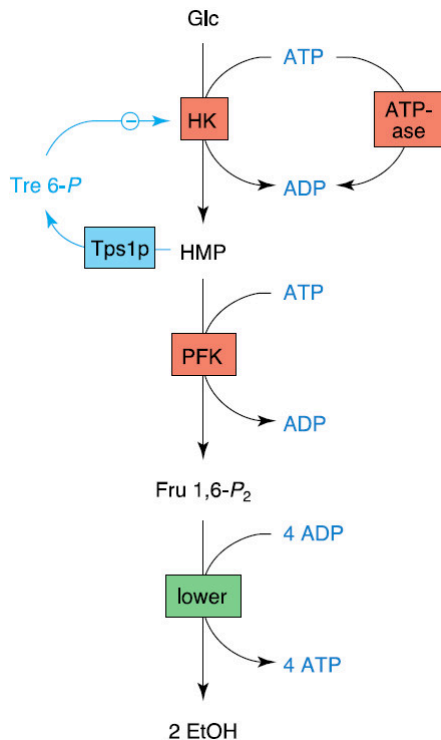 Glc
ATP
HK
ATP-
ase
Tre 6-P
ADP
Tps1p
HMP
ATP
PFK
ADP
Fru 1,6-P₂
4 ADP
lower
4 ATP
2 EtOH